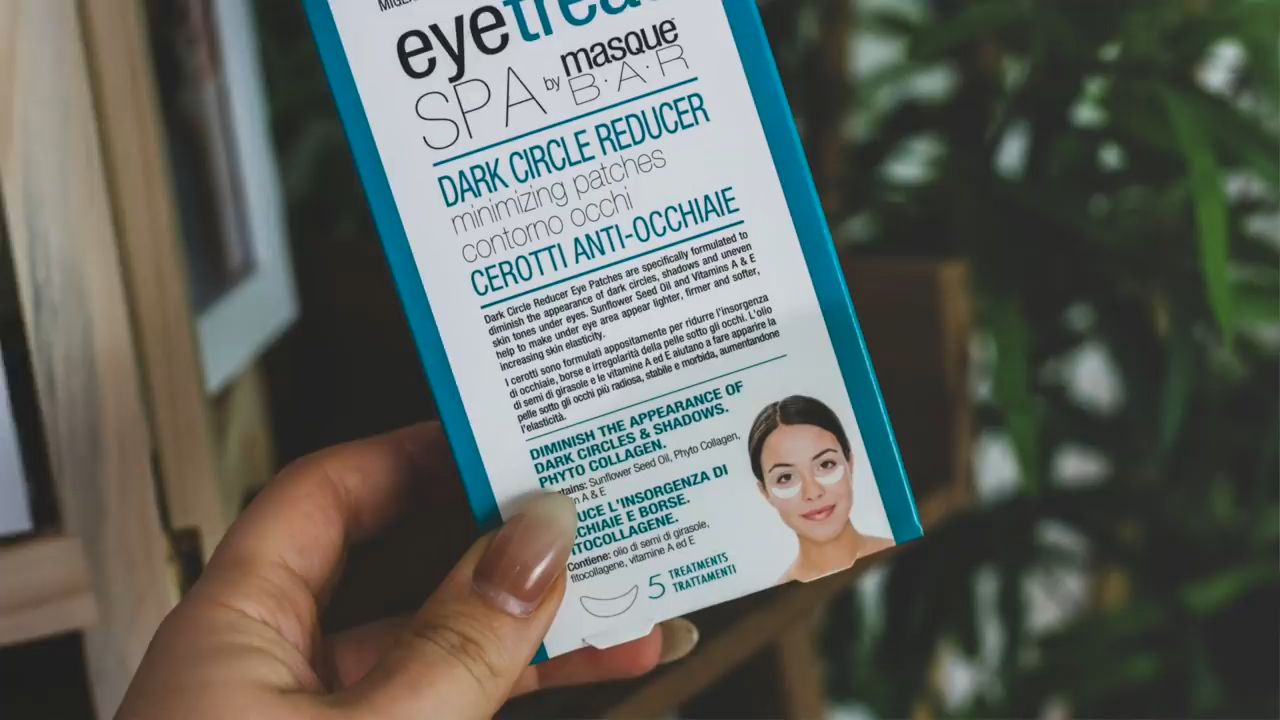 eyetrea
SPA by masque
B·A·R
DARK CIRCLE REDUCER
minimizing patches
contorno occhi
CEROTTI ANTI-OCCHIAIE
Dark Circle Reducer Eye Patches are specifically formulated to
diminish the appearance of dark circles, shadows and uneven
skin tones under eyes. Sunflower Seed Oil and Vitamins A & E
help to make under eye area appear lighter, firmer and softer,
increasing skin elasticity.
I cerotti sono formulati appositamente per ridurre l'insorgenza
di occhiaie, borse e irregolarità della pelle sotto gli occhi. L'olio
di semi di girasole e le vitamine A ed E aiutano a fare apparire la
pelle sotto gli occhi più radiosa, stabile e morbida, aumentandone
l'elasticità.
DIMINISH THE APPEARANCE OF
DARK CIRCLES & SHADOWS.
PHYTO COLLAGEN.
tains: Sunflower Seed Oil, Phyto Collagen,
n A & E
UCE L'INSORGENZA DI
CHIAIE E BORSE.
ITOCOLLAGENE.
Contiene: olio di semi di girasole,
fitocollagene, vitamine A ed E
5 TREATMENTS
TRATTAMENTI